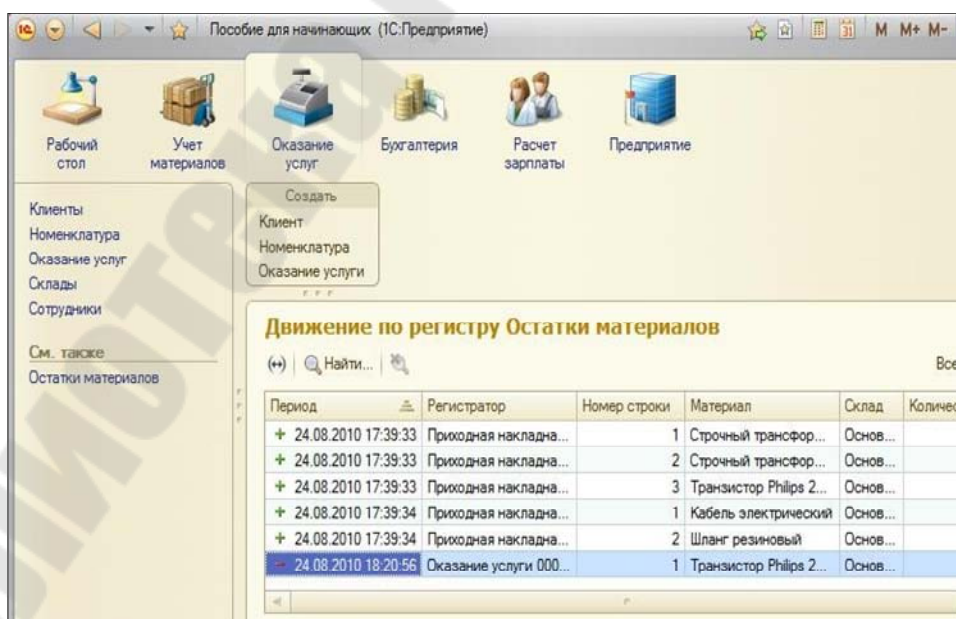 Пособие для начинающих (1С:Предприятие)
M M+ M-
Рабочий стол
Учет материалов
Оказание услуг
Бухгалтерия
Расчет зарплаты
Предприятие
Создать
Клиент
Номенклатура
Оказание услуги
Клиенты
Номенклатура
Оказание услуг
Склады
Сотрудники
См. также
Остатки материалов
Движение по регистру Остатки материалов
Найти...
Все
Период Регистратор Номер строки Материал Склад Количес
+ 24.08.2010 17:39:33 Приходная накладна... 1 Строчный трансфор... Основ...
+ 24.08.2010 17:39:33 Приходная накладна... 2 Строчный трансфор... Основ...
+ 24.08.2010 17:39:33 Приходная накладна... 3 Транзистор Philips 2... Основ...
+ 24.08.2010 17:39:34 Приходная накладна... 1 Кабель электрический Основ...
+ 24.08.2010 17:39:34 Приходная накладна... 2 Шланг резиновый Основ...
- 24.08.2010 18:20:56 Оказание услуги 000... 1 Транзистор Philips 2... Основ...